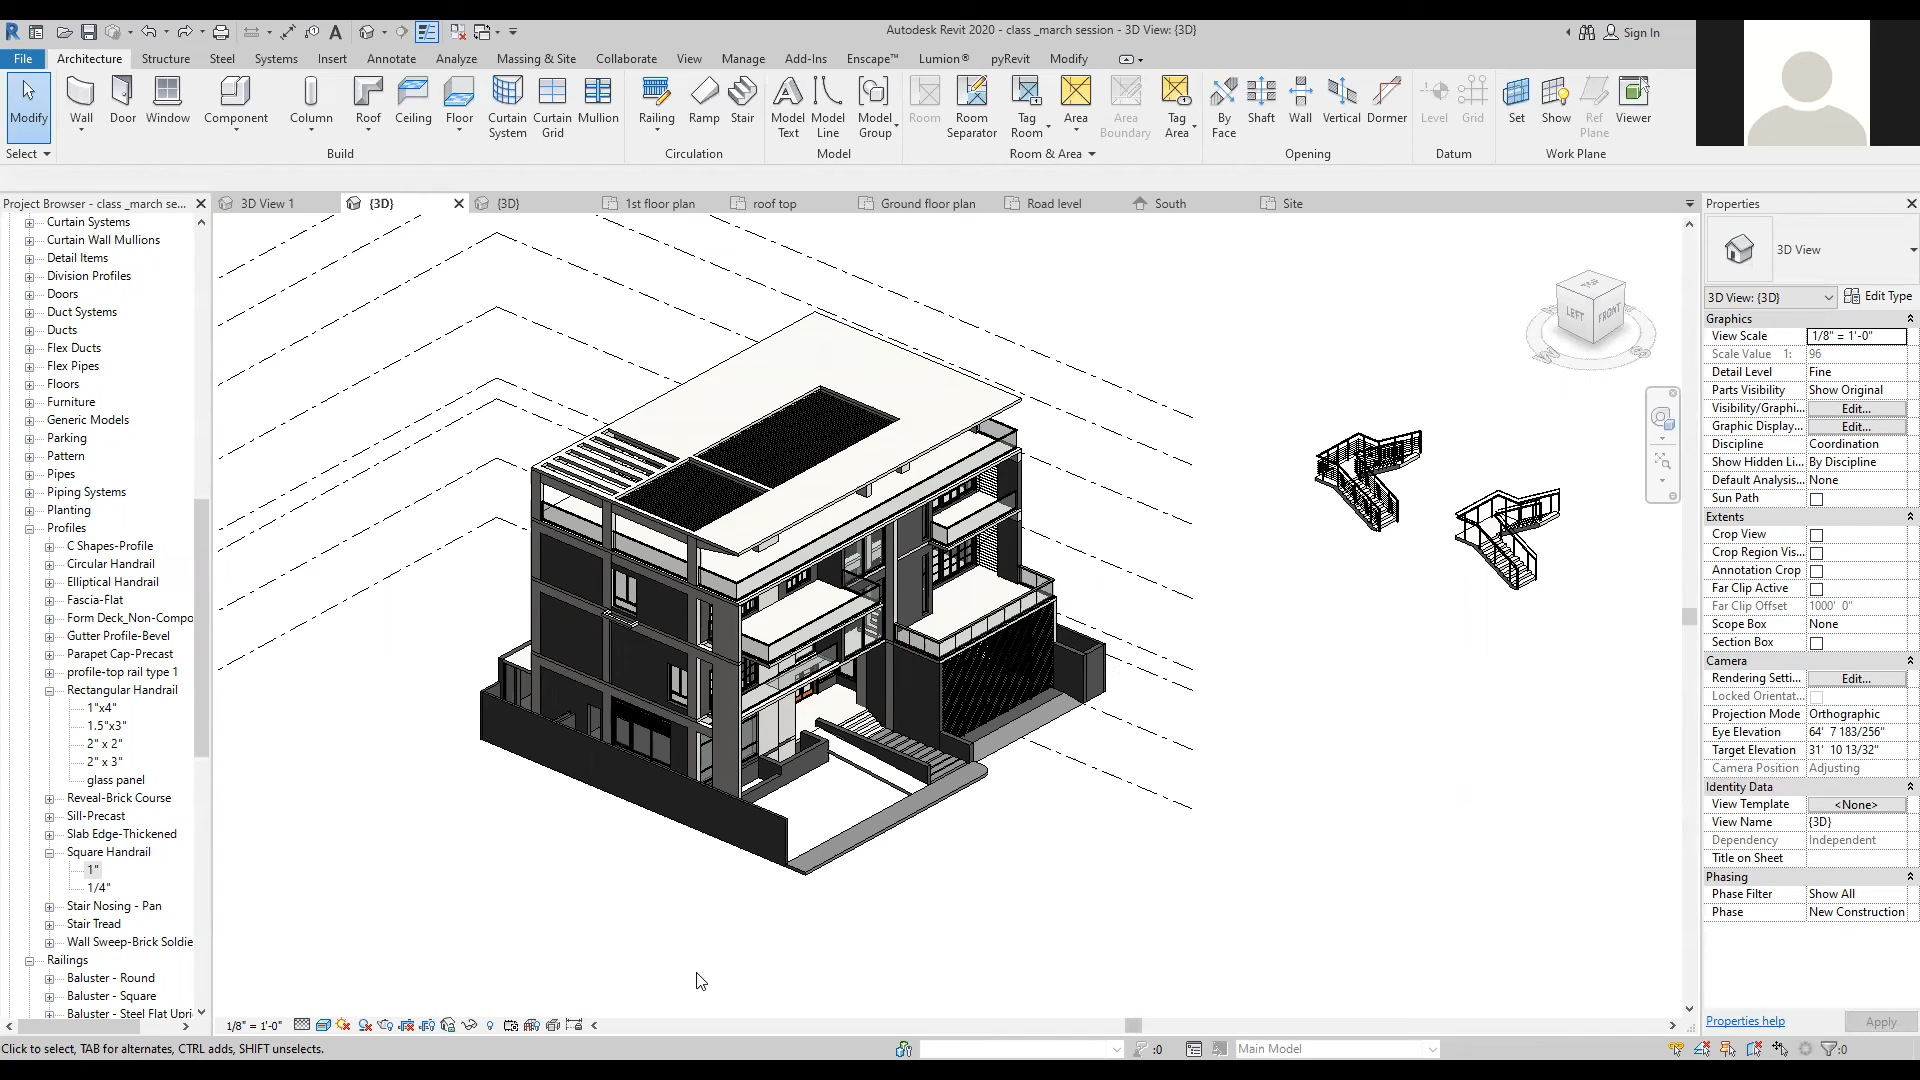 Autodesk Revit 2020 - class _march session - 3D View: {3D}
Sign In
File Architecture Structure Steel Systems Insert Annotate Analyze Massing & Site Collaborate View Manage Add-Ins Enscape™ Lumion® pyRevit Modify
Modify Wall Door Window Component Column Roof Ceiling Floor Curtain System Curtain Grid Mullion Railing Ramp Stair Model Text Model Line Model Group Room Room Separator Tag Room Area Area Boundary Tag Area By Face Shaft Wall Vertical Dormer Level Grid Set Show Ref Plane Viewer
Select Build Circulation Model Room & Area Opening Datum Work Plane
Project Browser - class _march se...
3D View 1 {3D} {3D} 1st floor plan roof top Ground floor plan Road level South Site
Curtain Systems
Curtain Wall Mullions
Detail Items
Division Profiles
Doors
Duct Systems
Ducts
Flex Ducts
Flex Pipes
Floors
Furniture
Generic Models
Parking
Pattern
Pipes
Piping Systems
Planting
Profiles
C Shapes-Profile
Circular Handrail
Elliptical Handrail
Fascia-Flat
Form Deck_Non-Compo
Gutter Profile-Bevel
Parapet Cap-Precast
profile-top rail type 1
Rectangular Handrail
1"x4"
1.5"x3"
2" x 2"
2" x 3"
glass panel
Reveal-Brick Course
Sill-Precast
Slab Edge-Thickened
Square Handrail
1"
1/4"
Stair Nosing - Pan
Stair Tread
Wall Sweep-Brick Soldie
Railings
Baluster - Round
Baluster - Square
Baluster - Steel Flat Upri
TOP
LEFT
FRONT
Properties
3D View
3D View: {3D} Edit Type
Graphics
View Scale 1/8" = 1'-0"
Scale Value 1: 96
Detail Level Fine
Parts Visibility Show Original
Visibility/Graphi... Edit...
Graphic Display... Edit...
Discipline Coordination
Show Hidden Li... By Discipline
Default Analysis... None
Sun Path
Extents
Crop View
Crop Region Vis...
Annotation Crop
Far Clip Active
Far Clip Offset 1000' 0"
Scope Box None
Section Box
Camera
Rendering Setti... Edit...
Locked Orientat...
Projection Mode Orthographic
Eye Elevation 64' 7 183/256"
Target Elevation 31' 10 13/32"
Camera Position Adjusting
Identity Data
View Template <None>
View Name {3D}
Dependency Independent
Title on Sheet
Phasing
Phase Filter Show All
Phase New Construction
Properties help Apply
1/8" = 1'-0"
Click to select, TAB for alternates, CTRL adds, SHIFT unselects.
:0
Main Model
:0